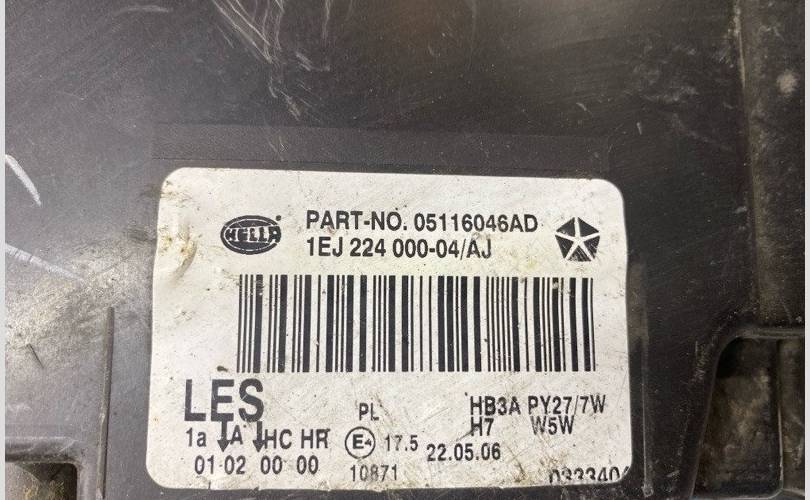 HELLA
PART-NO. 05116046AD
1EJ 224 000-04/AJ
LES
PL
HB3A PY27/7W
H7 W5W
1a A HC HR
E4
17.5
22.05.06
01 02 00 00
10871